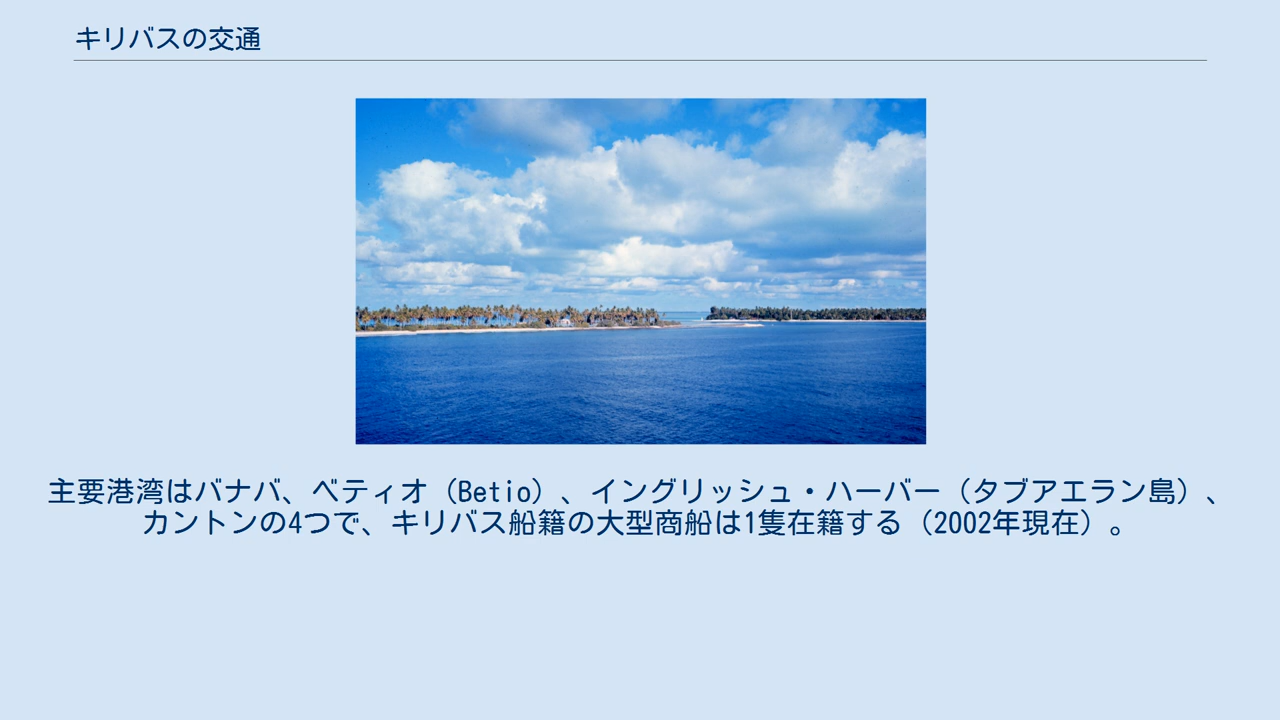 キリバスの交通
主要港湾はバナバ、ベティオ（Betio）、イングリッシュ・ハーバー（タブアエラン島）、
カントンの4つで、キリバス船籍の大型商船は1隻在籍する（2002年現在）。